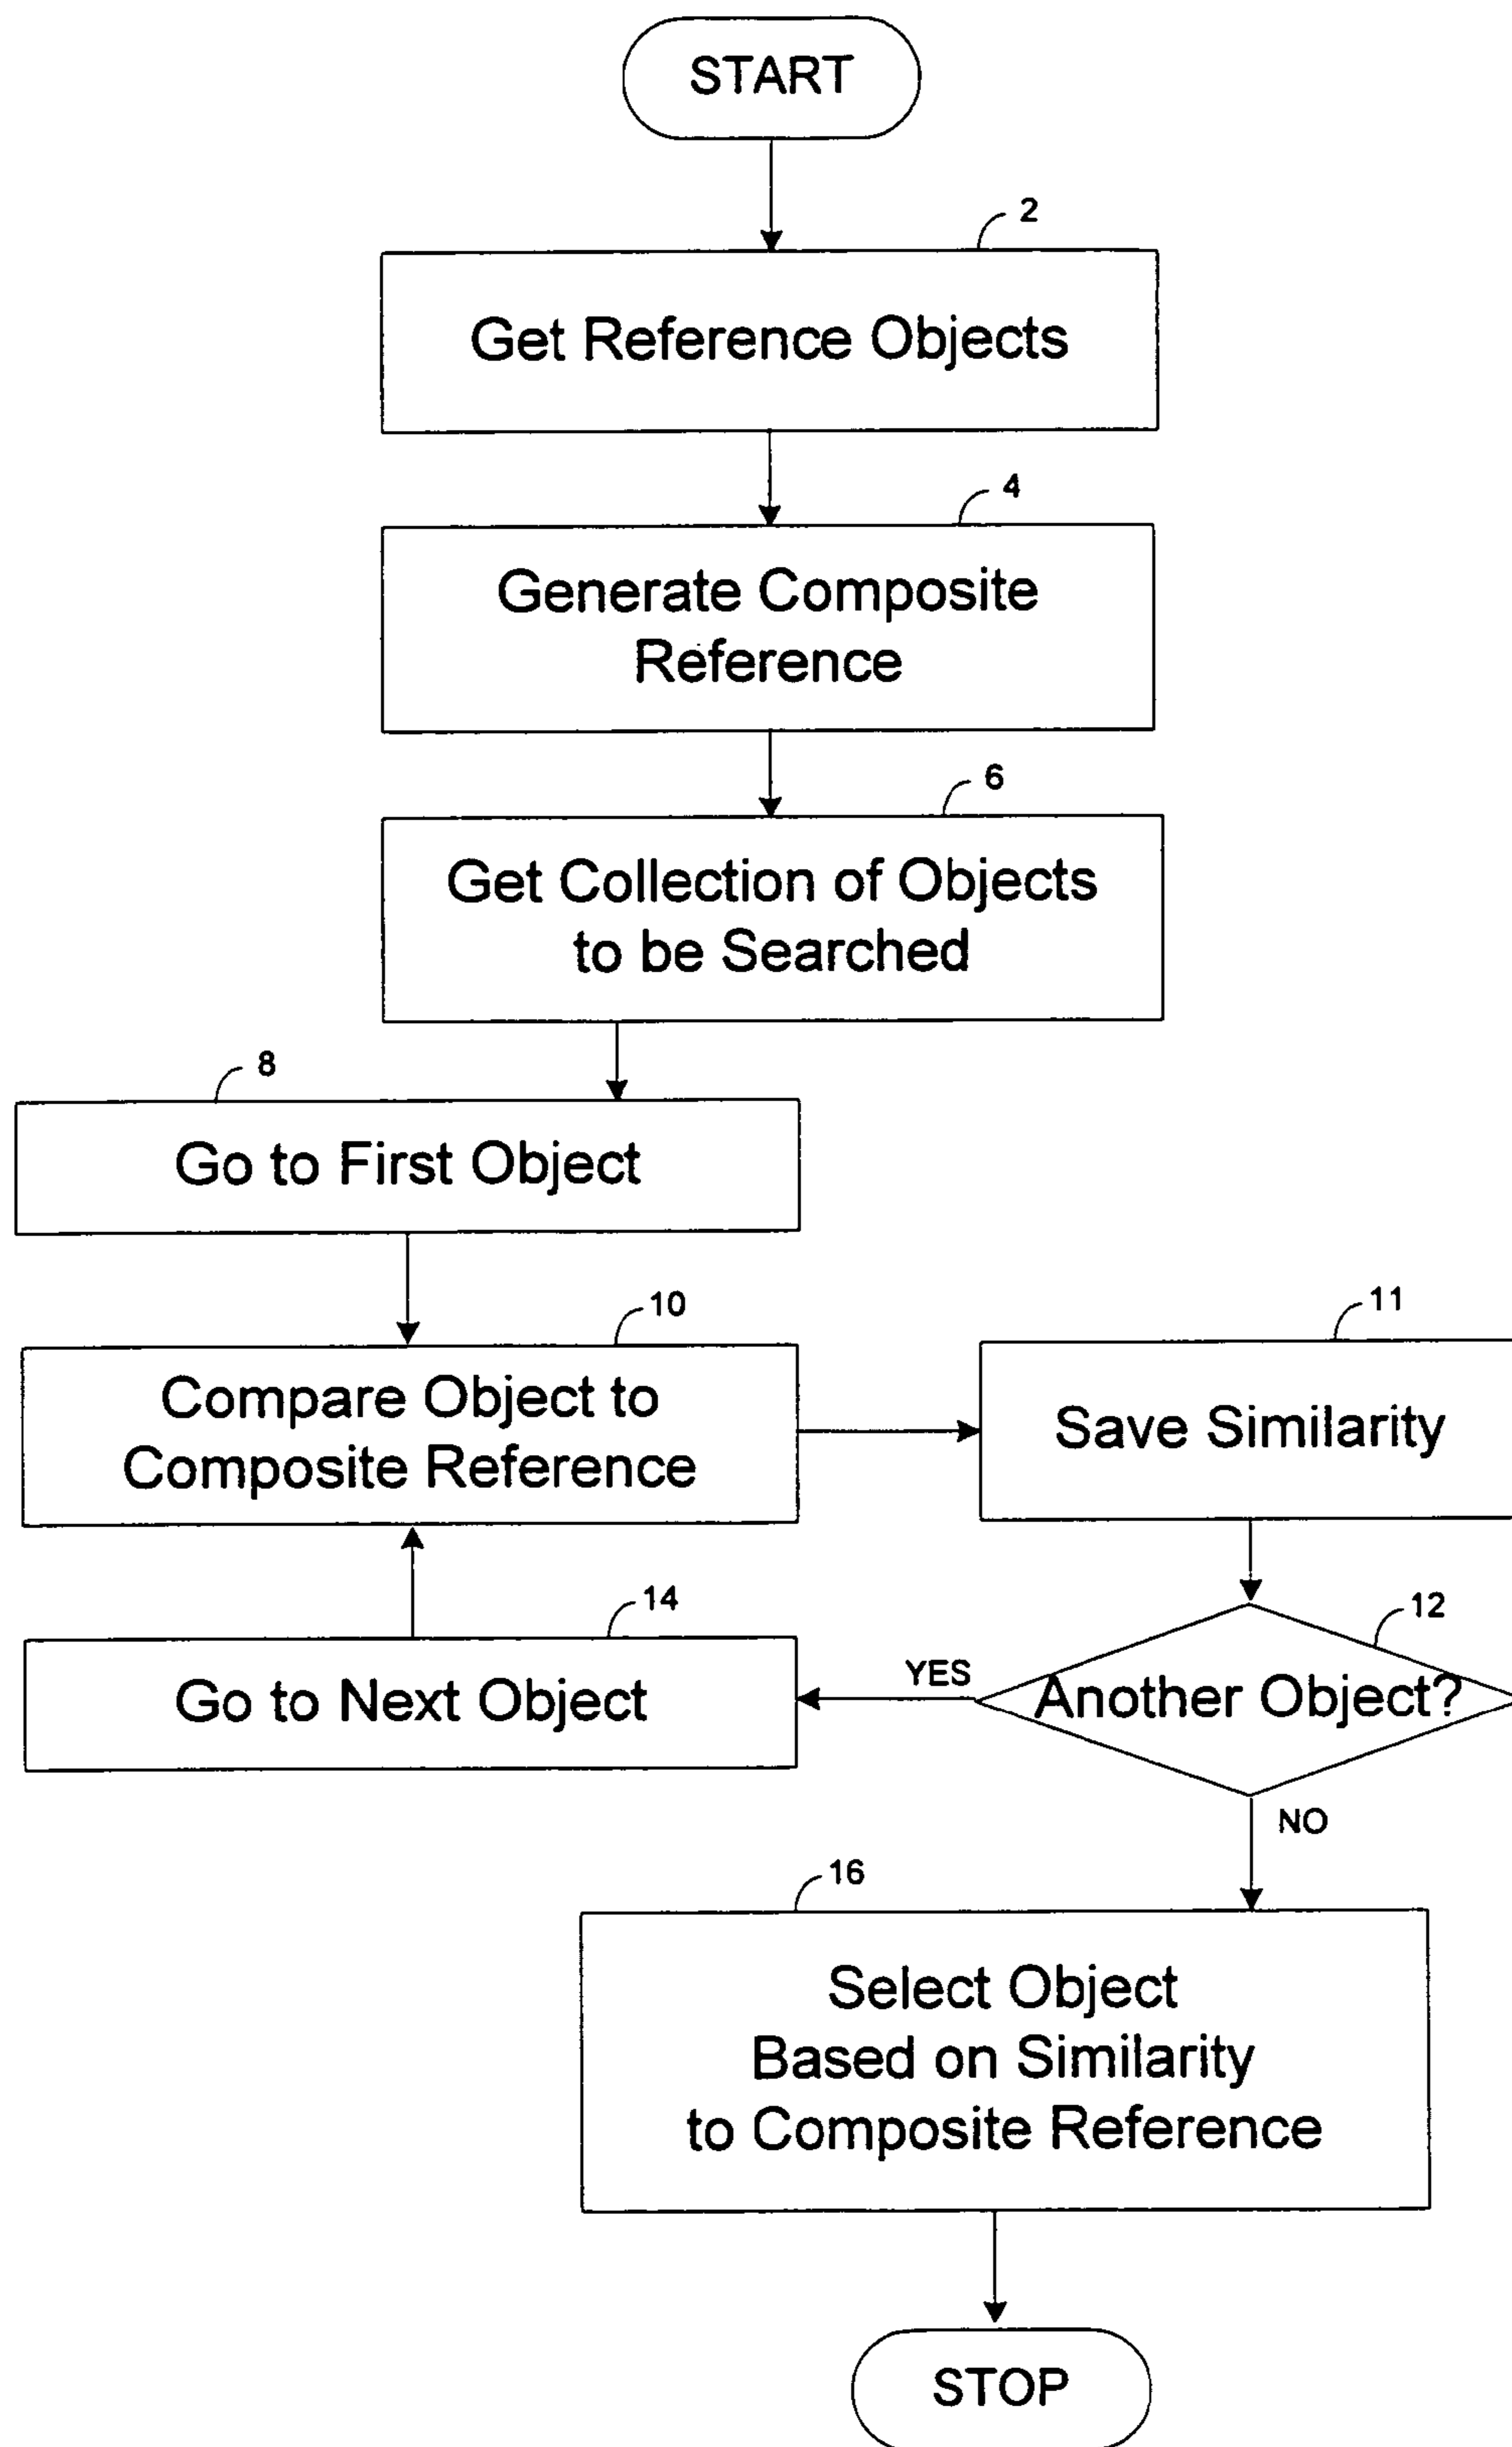 START
2
Get Reference Objects
4
Generate Composite
Reference
6
Get Collection of Objects
to be Searched
8
Go to First Object
10
Compare Object to
Composite Reference
11
Save Similarity
12
Another Object?
YES
14
Go to Next Object
NO
16
Select Object
Based on Similarity
to Composite Reference
STOP